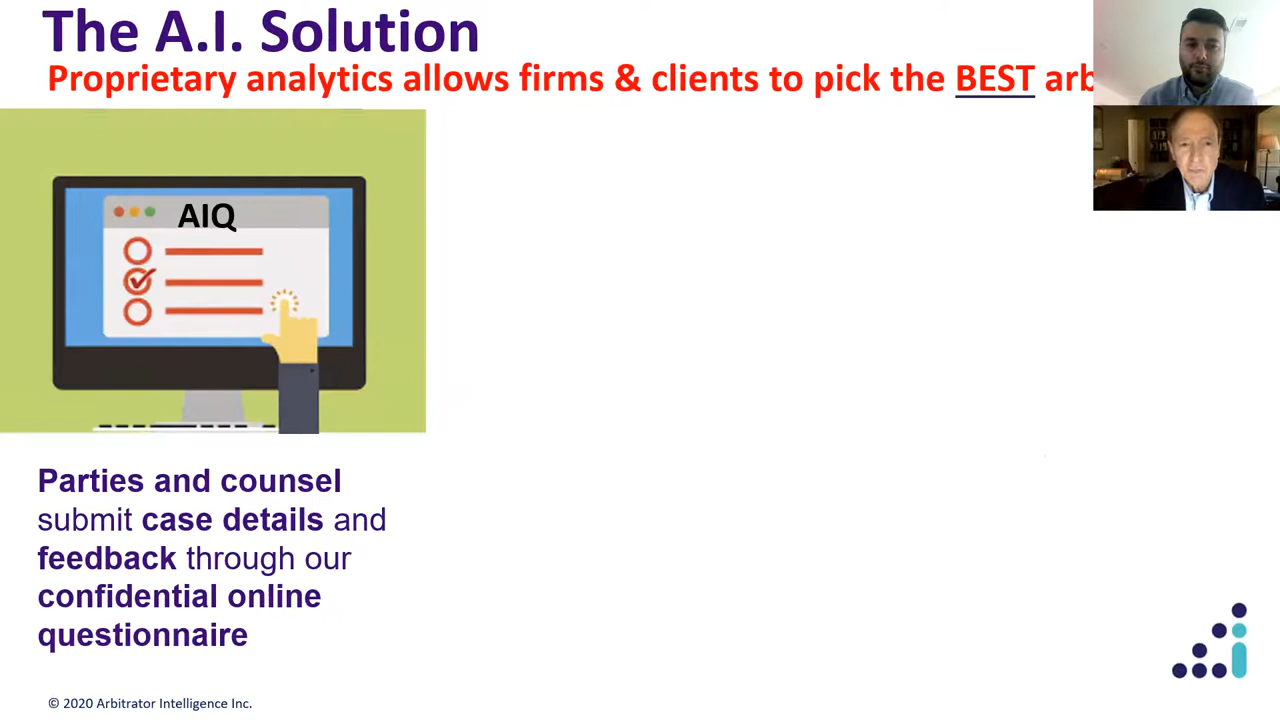 The A.I. Solution
Proprietary analytics allows firms & clients to pick the BEST arb
AIQ
Parties and counsel
submit case details and
feedback through our
confidential online
questionnaire
© 2020 Arbitrator Intelligence Inc.